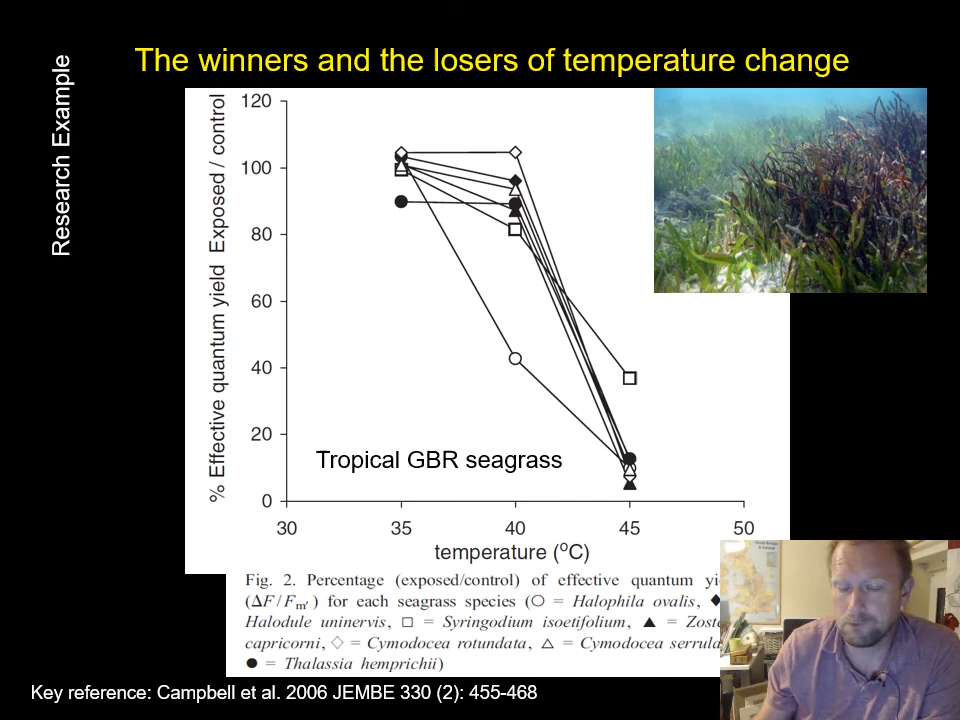 The winners and the losers of temperature change
Research Example
% Effective quantum yield Exposed / control
120
100
80
60
40
20
0
Tropical GBR seagrass
30 35 40 45 50
temperature (°C)
Fig. 2. Percentage (exposed/control) of effective quantum
(ΔF/Fm′) for each seagrass species (○ = Halophila ovalis, ◆
Halodule uninervis, □ = Syringodium isoetifolium, ▲ =
capricorni, ◇ = Cymodocea rotundata, △ = Cymodocea
● = Thalassia hemprichii)
Key reference: Campbell et al. 2006 JEMBE 330 (2): 455-468